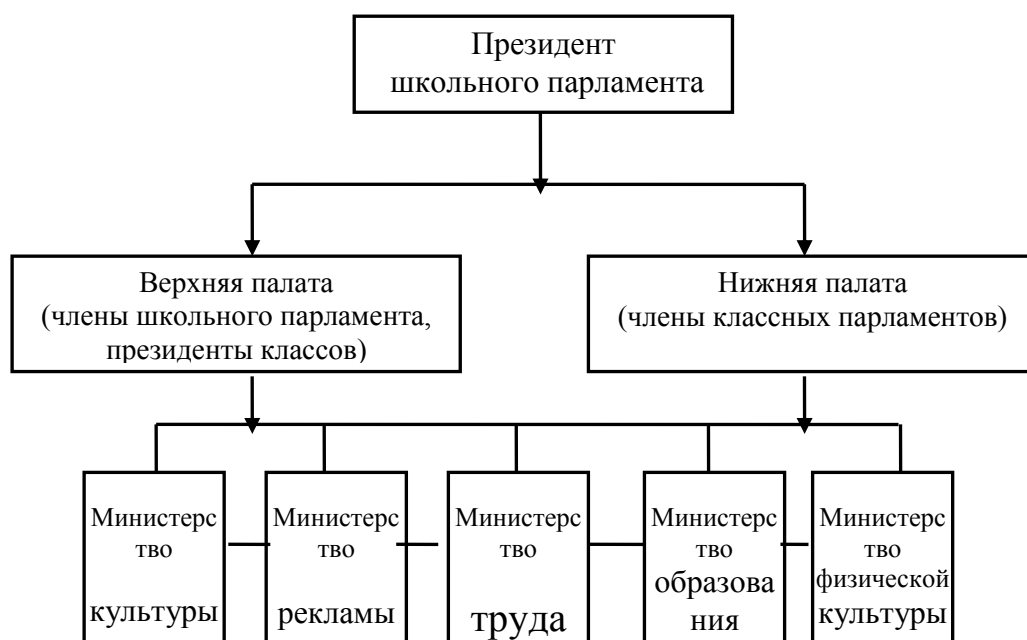 Президент
школьного парламента
Верхняя палата
(члены школьного парламента,
президенты классов)
Нижняя палата
(члены классных парламентов)
Министерс
тво
культуры
Министерс
тво
рекламы
Министерс
тво
труда
Министерс
тво
образова
ния
Министерс
тво
физической
культуры